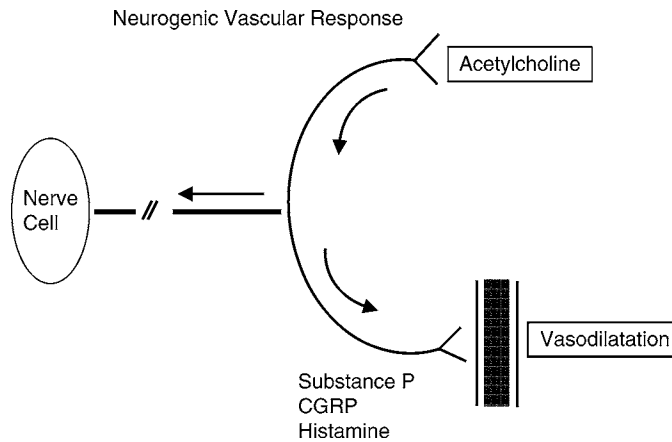 Neurogenic Vascular Response
Acetylcholine
Nerve
Cell
Vasodilatation
Substance P
CGRP
Histamine